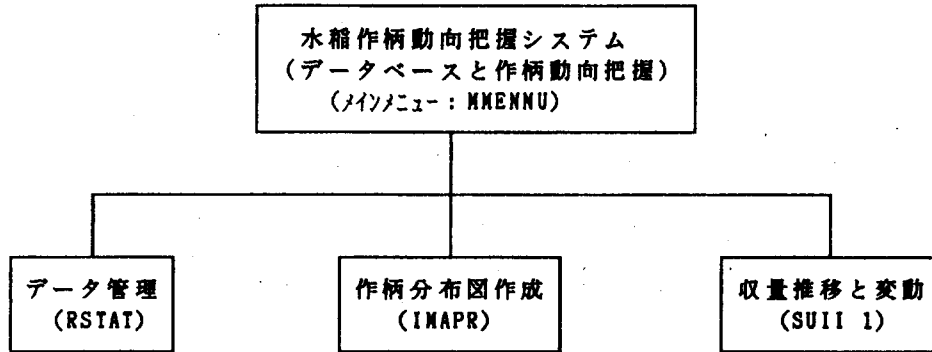 水稲作柄動向把握システム
(データベースと作柄動向把握)
(メインメニュー:MMENNU)
データ管理
(RSTAT)
作柄分布図作成
(IMAPR)
収量推移と変動
(SUII 1)